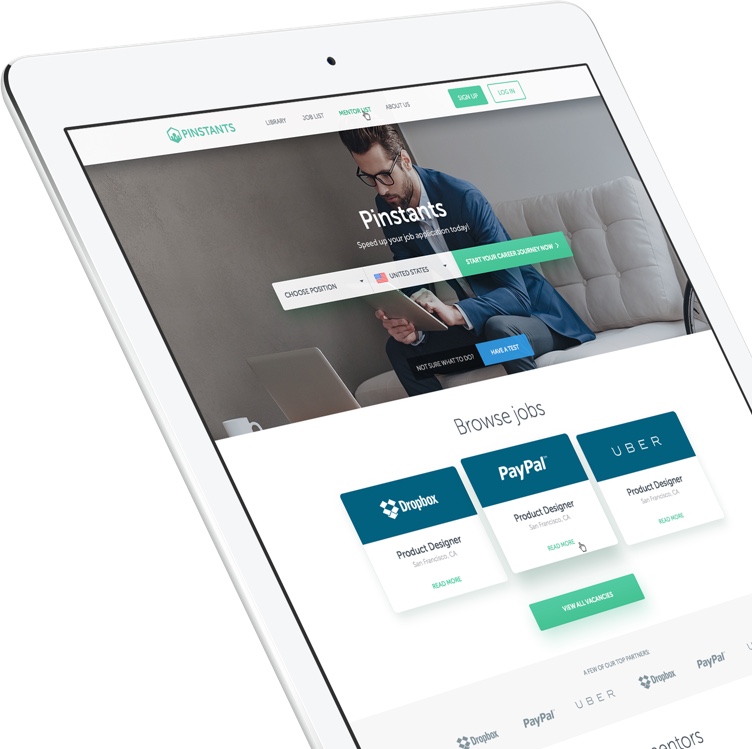 PINSTANTS
LIBRARY
JOB LIST
MENTOR LIST
ABOUT US
SIGN UP
LOG IN
Pinstants
Speed up your job application today!
CHOOSE POSITION
UNITED STATES
START YOUR CAREER JOURNEY NOW
NOT SURE WHAT TO DO?
HAVE A TEST
Browse jobs
Dropbox
Product Designer
San Francisco, CA
READ MORE
PayPal
Product Designer
San Francisco, CA
READ MORE
UBER
Product Designer
San Francisco, CA
READ MORE
VIEW ALL VACANCIES
A FEW OF OUR TOP PARTNERS:
Dropbox
PayPal
UBER
Dropbox
PayPal